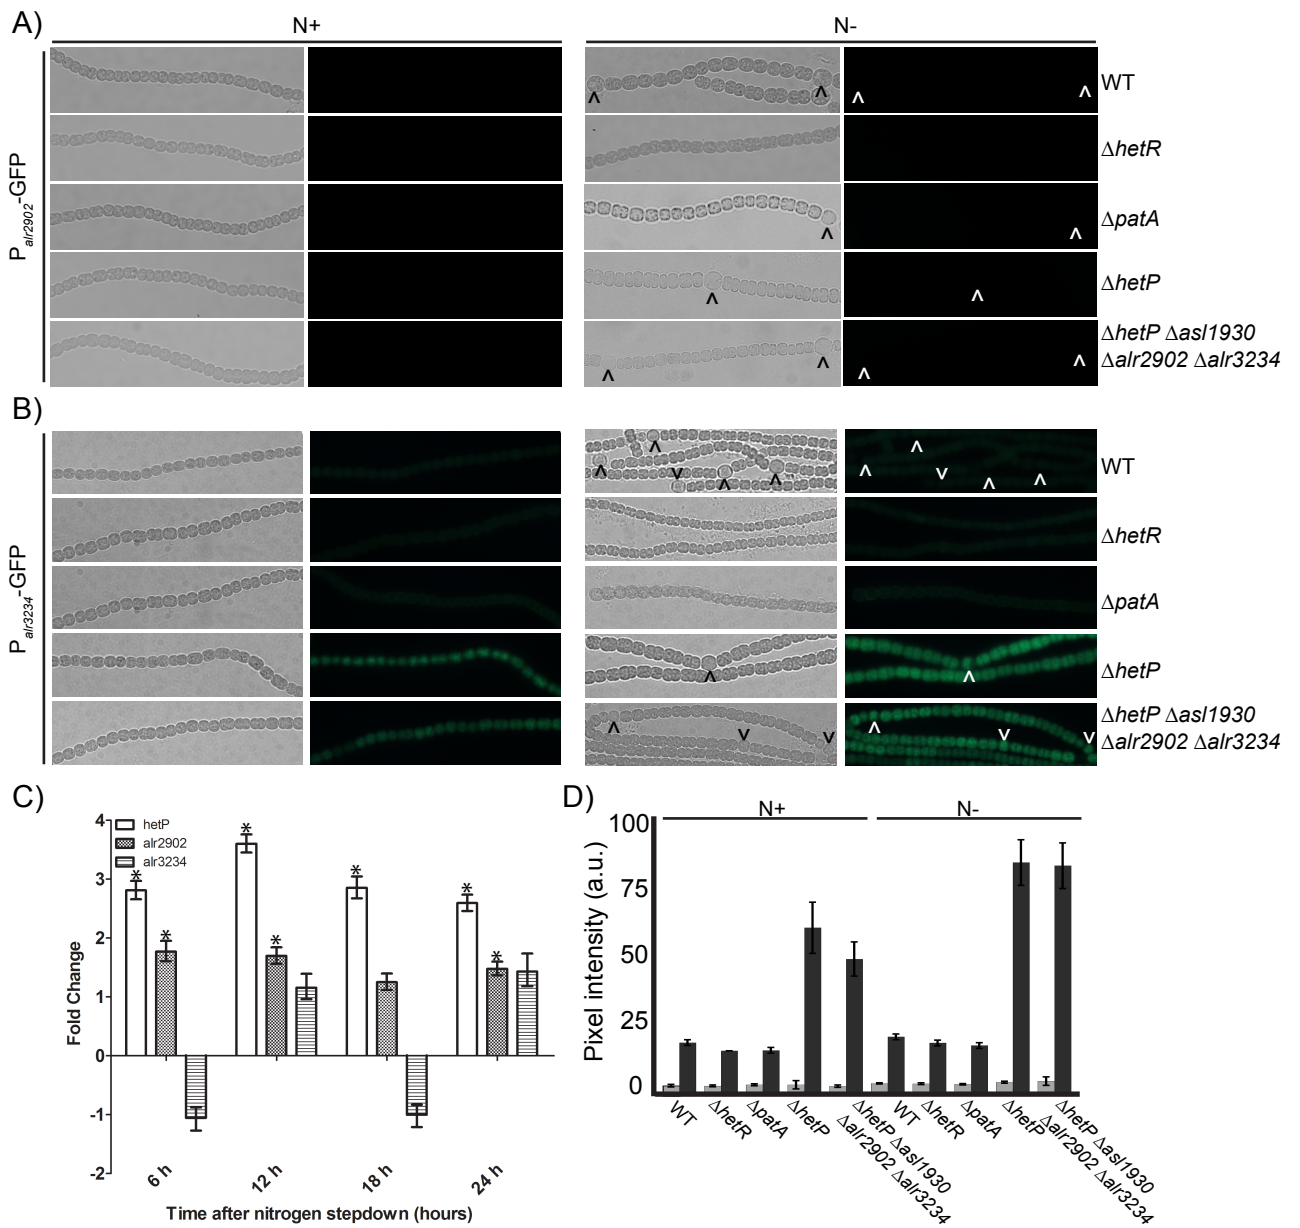 A)
N+
N-
P alr2902-GFP
WT
ΔhetR
ΔpatA
ΔhetP
ΔhetP Δasl1930
Δalr2902 Δalr3234
B)
P alr3234-GFP
WT
ΔhetR
ΔpatA
ΔhetP
ΔhetP Δasl1930
Δalr2902 Δalr3234
C)
hetP
alr2902
alr3234
Fold Change
4
3
2
1
0
-1
-2
* * * * * * *
6 h
12 h
18 h
24 h
Time after nitrogen stepdown (hours)
D)
N+
N-
Pixel intensity (a.u.)
100
75
50
25
0
WT
ΔhetR
ΔpatA
ΔhetP
ΔhetP Δasl1930
Δalr2902 Δalr3234
WT
ΔhetR
ΔpatA
ΔhetP
ΔhetP Δasl1930
Δalr2902 Δalr3234